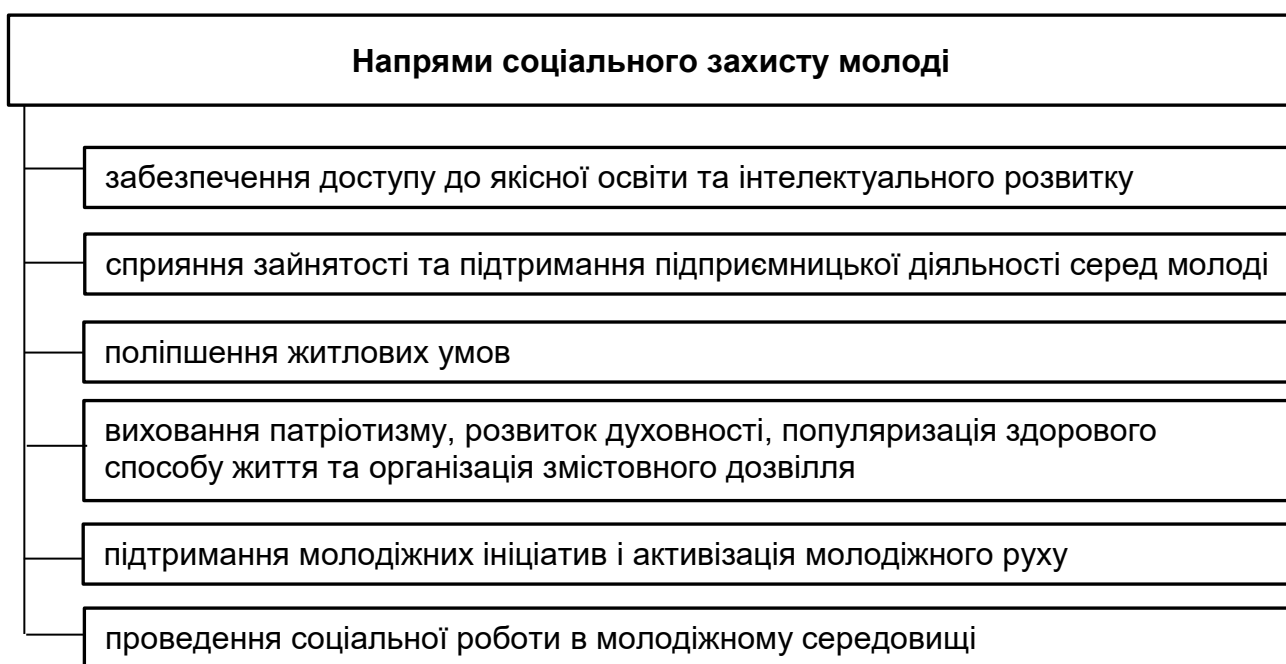 Напрями соціального захисту молоді
забезпечення доступу до якісної освіти та інтелектуального розвитку
сприяння зайнятості та підтримання підприємницької діяльності серед молоді
поліпшення житлових умов
виховання патріотизму, розвиток духовності, популяризація здорового
способу життя та організація змістовного дозвілля
підтримання молодіжних ініціатив і активізація молодіжного руху
проведення соціальної роботи в молодіжному середовищі